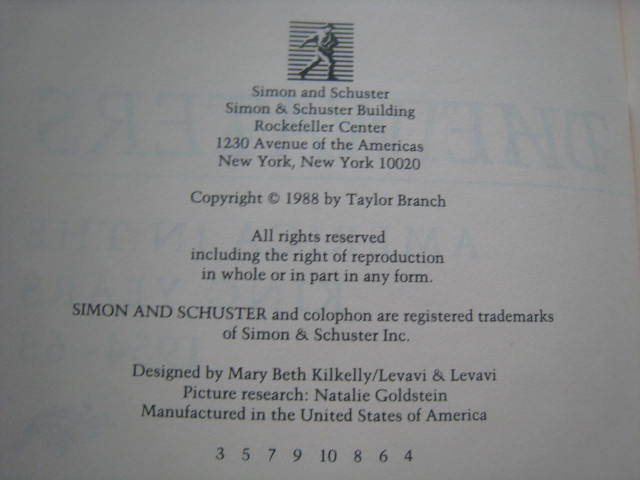 Simon and Schuster
Simon & Schuster Building
Rockefeller Center
1230 Avenue of the Americas
New York, New York 10020
Copyright © 1988 by Taylor Branch
All rights reserved
including the right of reproduction
in whole or in part in any form.
SIMON AND SCHUSTER and colophon are registered trademarks
of Simon & Schuster Inc.
Designed by Mary Beth Kilkelly/Levavi & Levavi
Picture research: Natalie Goldstein
Manufactured in the United States of America
3 5 7 9 10 8 6 4